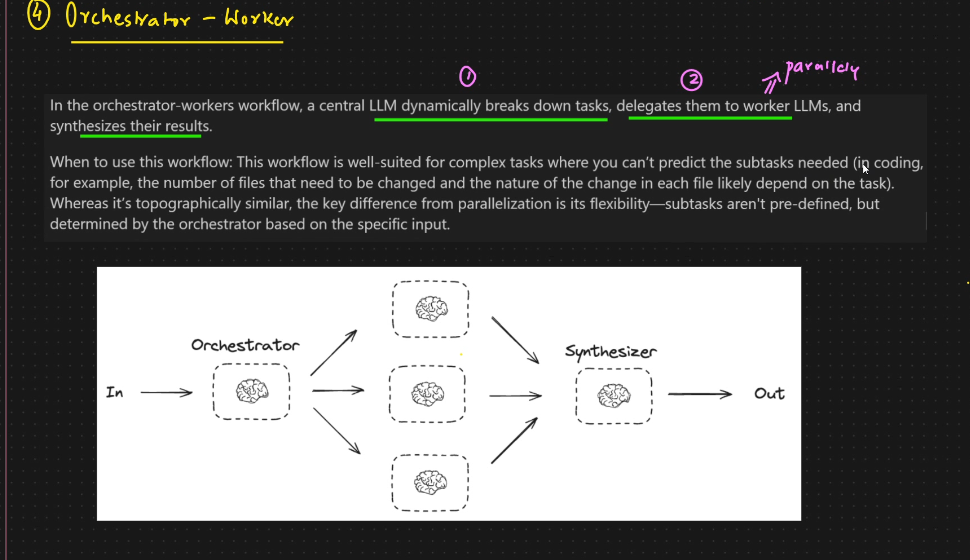 ④ Orchestrator - Worker
① ② parallely
In the orchestrator-workers workflow, a central LLM dynamically breaks down tasks, delegates them to worker LLMs, and
synthesizes their results.
When to use this workflow: This workflow is well-suited for complex tasks where you can't predict the subtasks needed (in coding,
for example, the number of files that need to be changed and the nature of the change in each file likely depend on the task).
Whereas it's topographically similar, the key difference from parallelization is its flexibility—subtasks aren't pre-defined, but
determined by the orchestrator based on the specific input.
Orchestrator
Synthesizer
In
Out